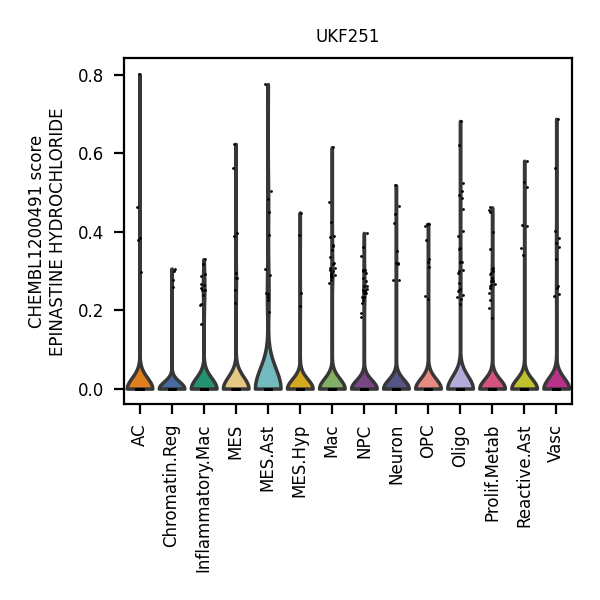 UKF251
CHEMBL1200491 score
EPINASTINE HYDROCHLORIDE
0.8
0.6
0.4
0.2
0.0
AC
Chromatin.Reg
Inflammatory.Mac
MES
MES.Ast
MES.Hyp
Mac
NPC
Neuron
OPC
Oligo
Prolif.Metab
Reactive.Ast
Vasc